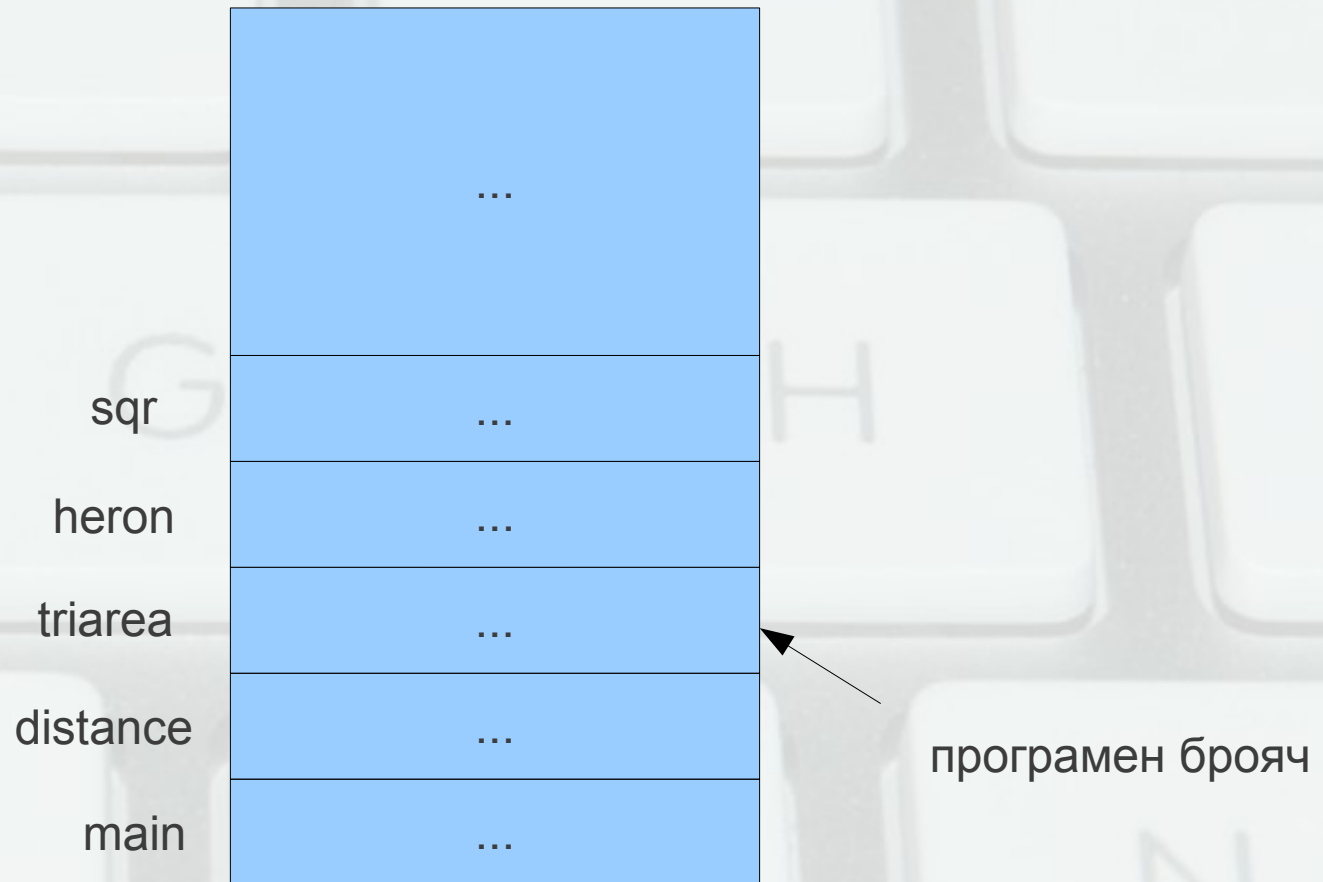 ...
sqr ...
heron ...
triarea ...
distance ...
програмен брояч
main ...
G
H
N